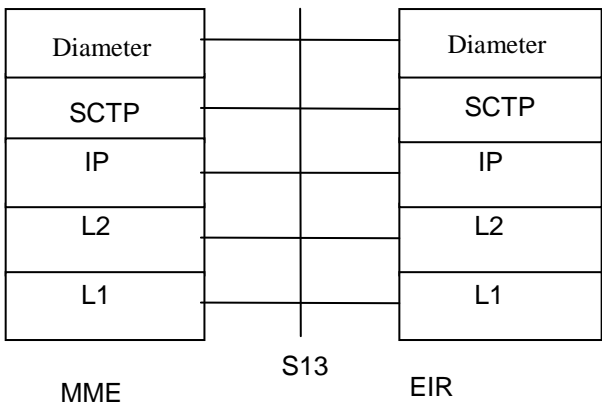 Diameter Diameter
SCTP SCTP
IP IP
L2 L2
L1 L1
S13
MME EIR